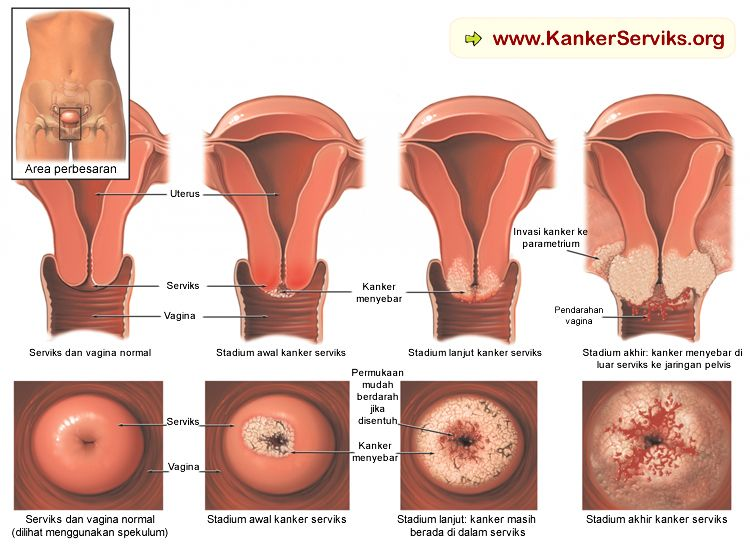 www.KankerServiks.org
Area perbesaran
Uterus
Invasi kanker ke
parametrium
Serviks
Kanker
menyebar
Vagina
Pendarahan
vagina
Serviks dan vagina normal
Stadium awal kanker serviks
Stadium lanjut kanker serviks
Stadium akhir: kanker menyebar di
luar serviks ke jaringan pelvis
Permukaan
mudah
berdarah
jika
disentuh
Serviks
Kanker
menyebar
Vagina
Serviks dan vagina normal
(dilihat menggunakan spekulum)
Stadium awal kanker serviks
Stadium lanjut: kanker masih
berada di dalam serviks
Stadium akhir kanker serviks